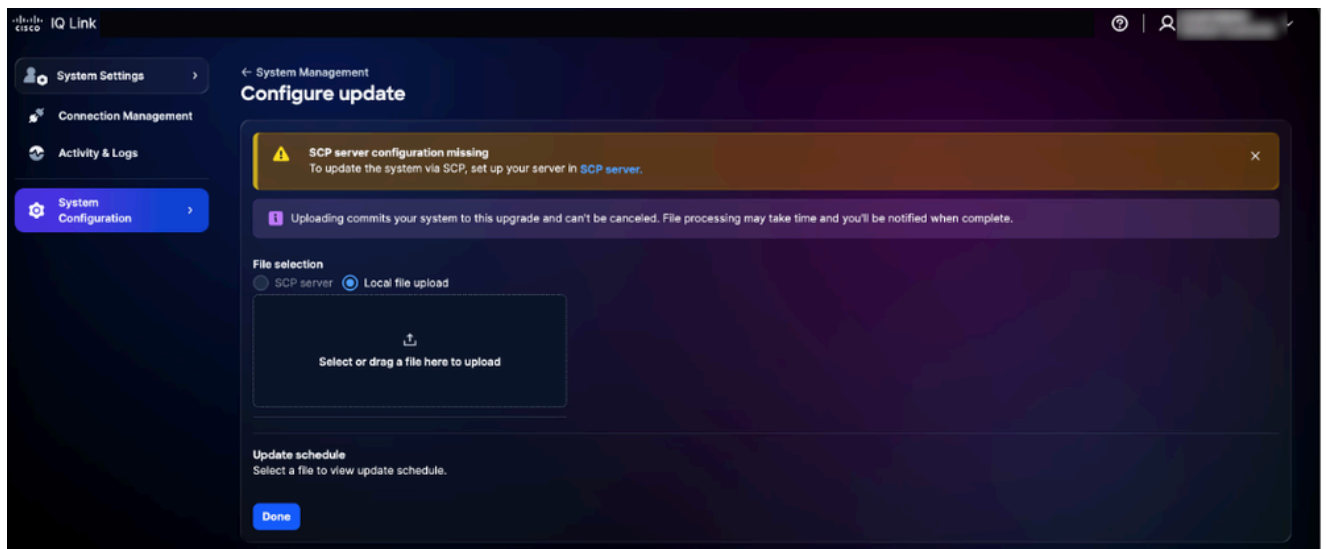 cisco IQ Link
System Settings
Connection Management
Activity & Logs
System
Configuration
← System Management
Configure update
SCP server configuration missing
To update the system via SCP, set up your server in SCP server.
Uploading commits your system to this upgrade and can't be canceled. File processing may take time and you'll be notified when complete.
File selection
SCP server Local file upload
Select or drag a file here to upload
Update schedule
Select a file to view update schedule.
Done